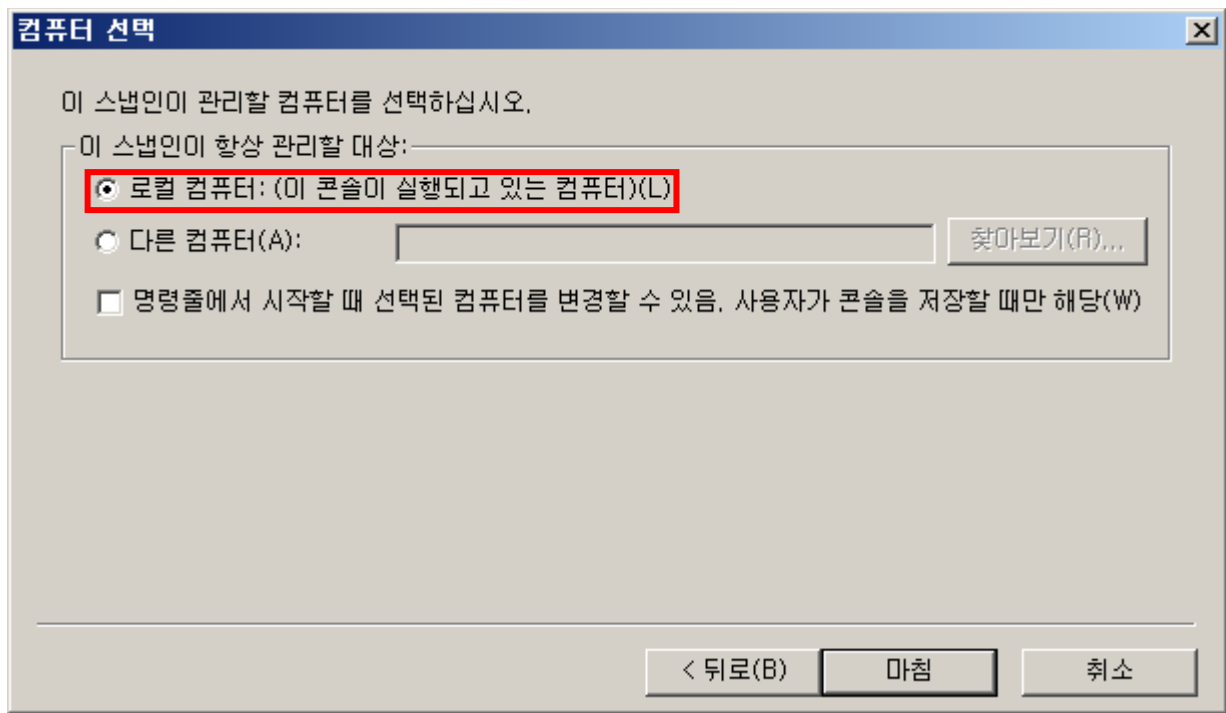 컴퓨터 선택
이 스냅인이 관리할 컴퓨터를 선택하십시오.
이 스냅인이 항상 관리할 대상:
로컬 컴퓨터: (이 콘솔이 실행되고 있는 컴퓨터)(L)
다른 컴퓨터(A): 찾아보기(R)...
명령줄에서 시작할 때 선택된 컴퓨터를 변경할 수 있음. 사용자가 콘솔을 저장할 때만 해당(W)
< 뒤로(B) 마침 취소